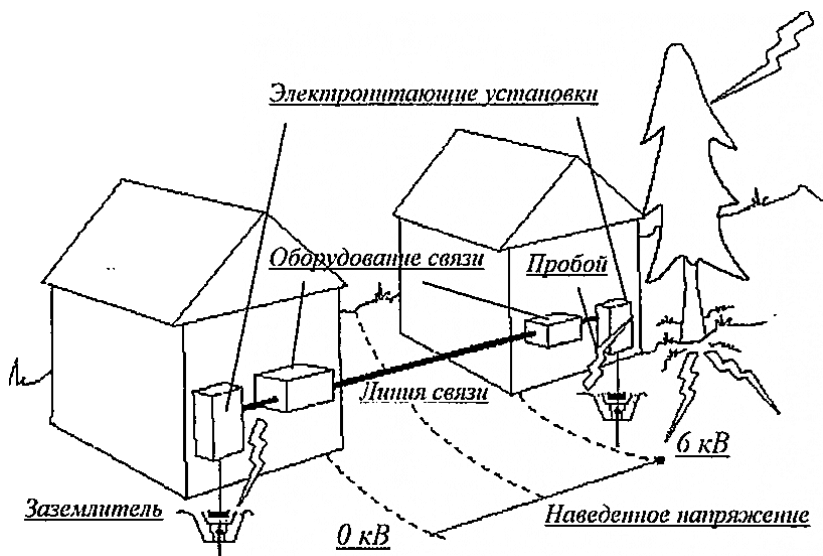 Электропитающие установки
Оборудование связи
Пробой
Линия связи
6 кВ
Заземлитель
0 кВ
Наведенное напряжение